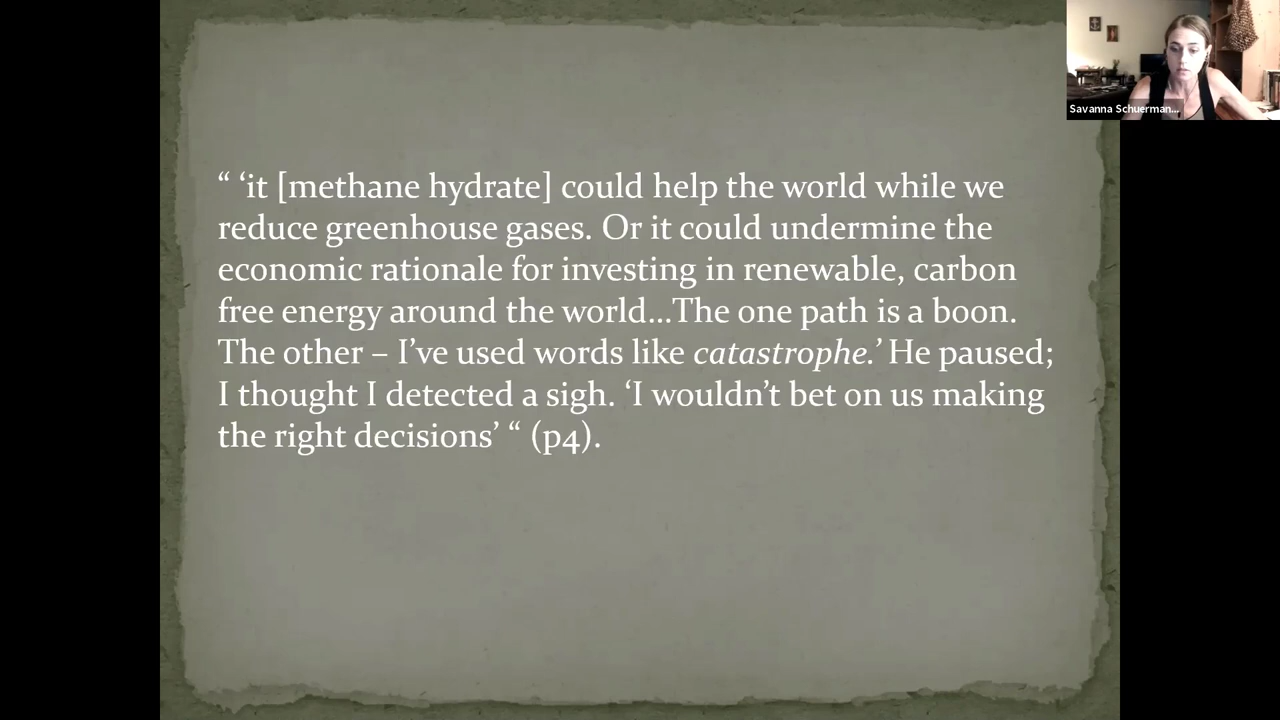 “ ‘it [methane hydrate] could help the world while we
reduce greenhouse gases. Or it could undermine the
economic rationale for investing in renewable, carbon
free energy around the world…The one path is a boon.
The other – I’ve used words like catastrophe.’ He paused;
I thought I detected a sigh. ‘I wouldn’t bet on us making
the right decisions’ “ (p4).
Savanna Schuerman...